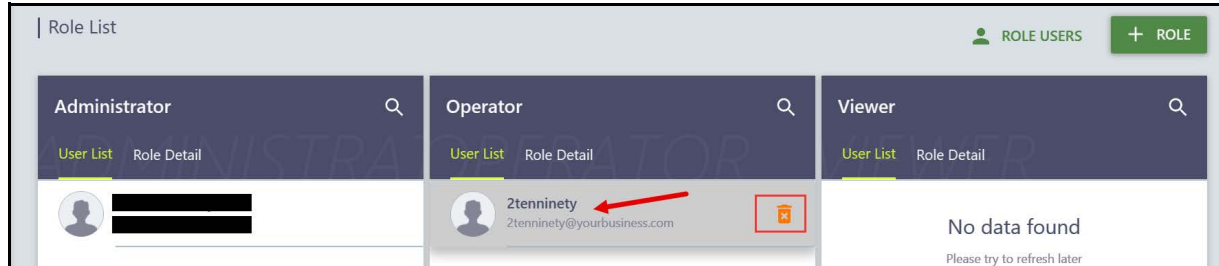 Role List
ROLE USERS
+ ROLE
Administrator
User List Role Detail
Operator
User List Role Detail
2tenninety
2tenninety@yourbusiness.com
Viewer
User List Role Detail
No data found
Please try to refresh later